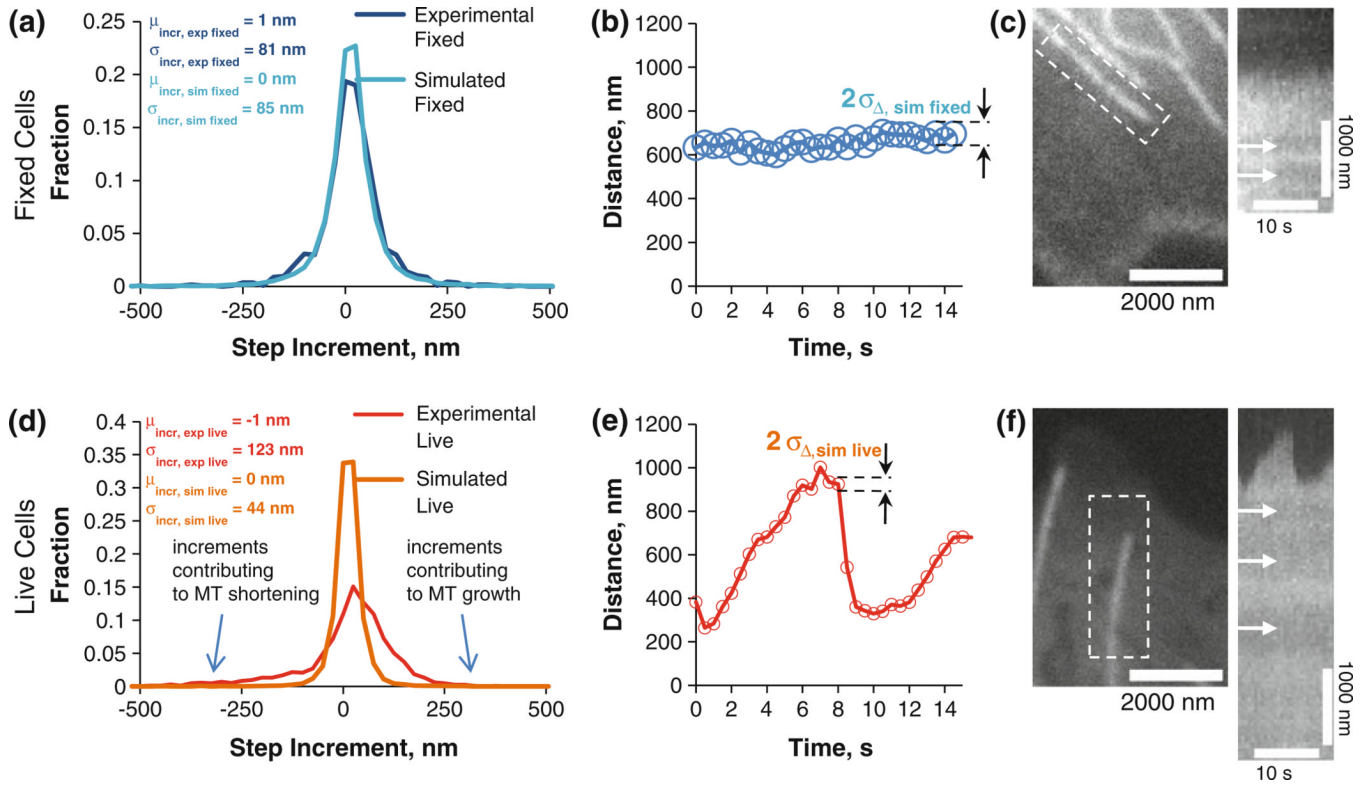 (a)
Fixed Cells
Fraction
0.25
0.2
0.15
0.1
0.05
0
μincr, exp fixed = 1 nm
σincr, exp fixed = 81 nm
μincr, sim fixed = 0 nm
σincr, sim fixed = 85 nm
Experimental
Fixed
Simulated
Fixed
-500 -250 0 250 500
Step Increment, nm
(b)
Distance, nm
1200
1000
800
600
400
200
0
2σΔ, sim fixed
0 2 4 6 8 10 12 14
Time, s
(c)
2000 nm
1000 nm
10 s
(d)
Live Cells
Fraction
0.4
0.35
0.3
0.25
0.2
0.15
0.1
0.05
0
μincr, exp live = -1 nm
σincr, exp live = 123 nm
μincr, sim live = 0 nm
σincr, sim live = 44 nm
Experimental
Live
Simulated
Live
increments
contributing
to MT shortening
increments
contributing
to MT growth
-500 -250 0 250 500
Step Increment, nm
(e)
Distance, nm
1200
1000
800
600
400
200
0
2 σΔ,sim live
0 2 4 6 8 10 12 14
Time, s
(f)
2000 nm
1000 nm
10 s